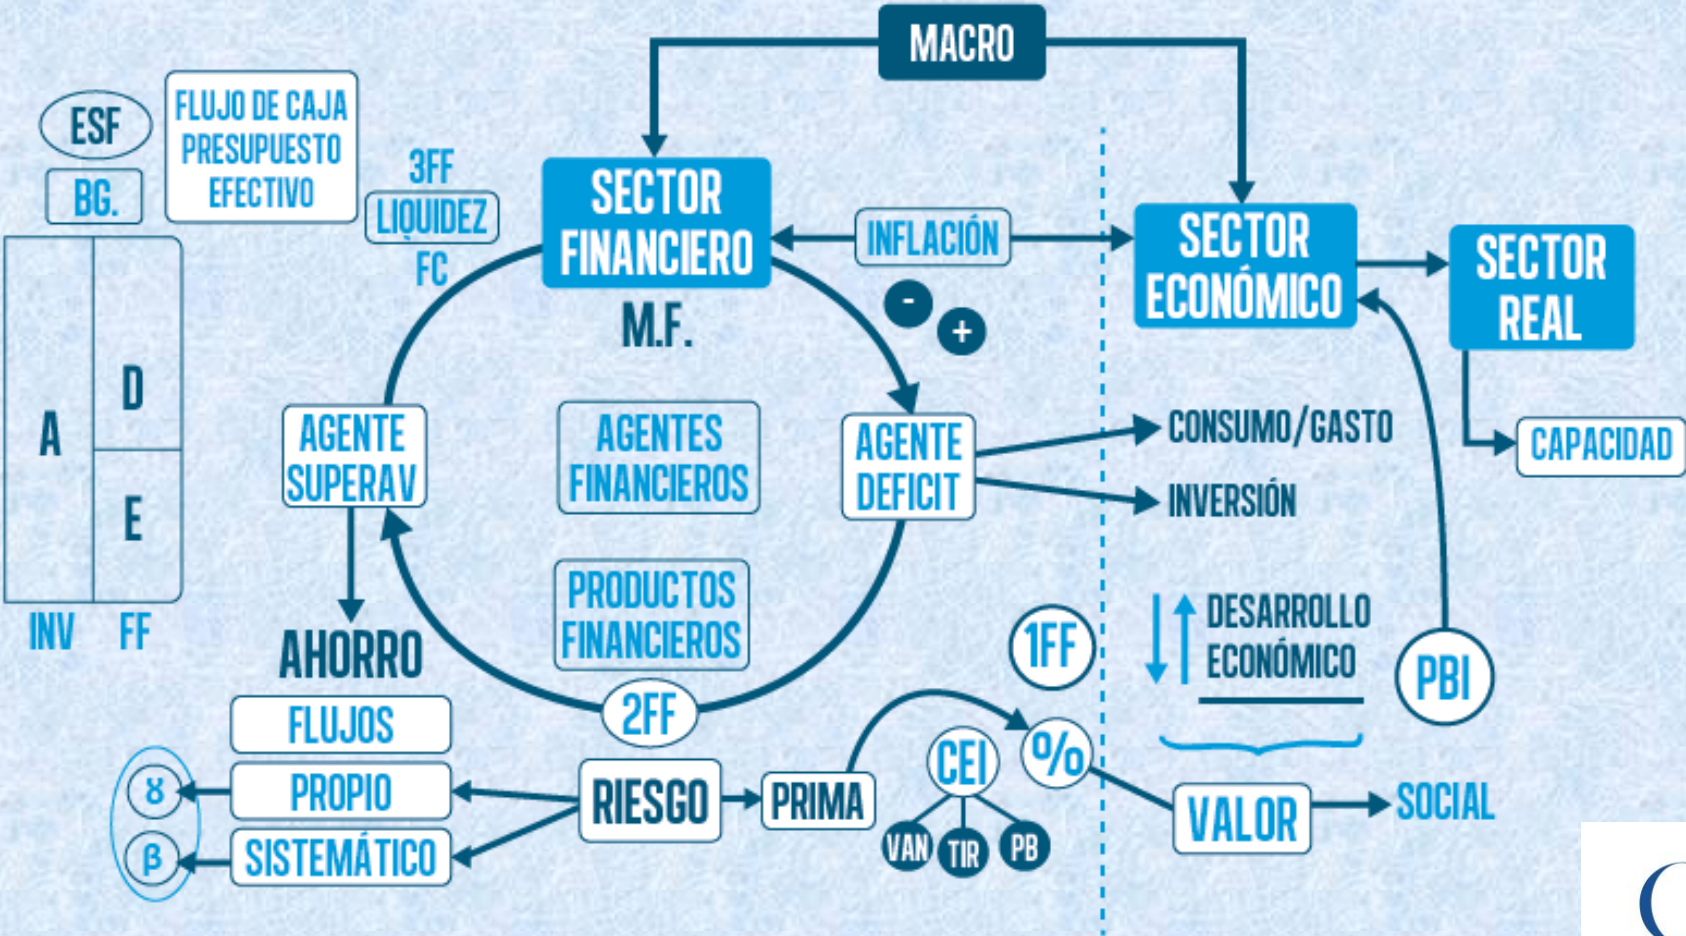 MACRO
ESF
BG.
FLUJO DE CAJA
PRESUPUESTO
EFECTIVO
3FF
LIQUIDEZ
FC
SECTOR
FINANCIERO
M.F.
INFLACIÓN
-
+
SECTOR
ECONÓMICO
SECTOR
REAL
CAPACIDAD
A
D
E
INV
FF
AGENTE
SUPERAV
AGENTES
FINANCIEROS
AGENTE
DEFICIT
CONSUMO/GASTO
INVERSIÓN
PRODUCTOS
FINANCIEROS
AHORRO
2FF
1FF
DESARROLLO
ECONÓMICO
PBI
FLUJOS
PROPIO
SISTEMÁTICO
β
RIESGO
PRIMA
CEI
%
VAN
TIR
PB
VALOR
SOCIAL